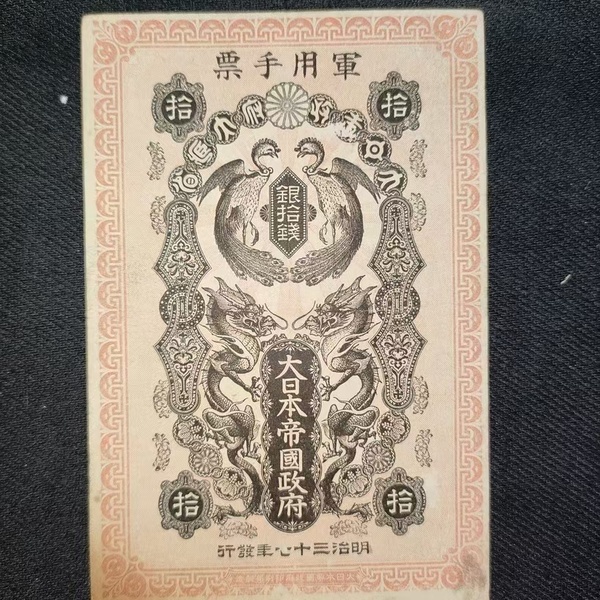 軍用手票
拾
拾
銀拾錢
大日本帝國政府
拾
拾
明治三十七年發行